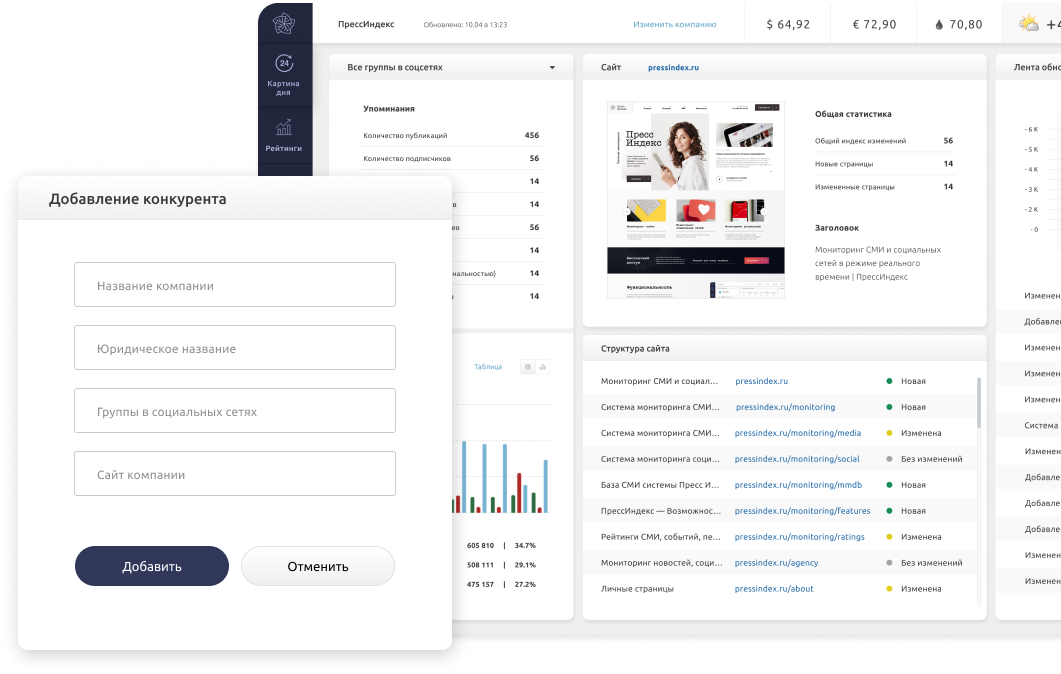 ПрессИндекс
Обновлено: 10.04 в 13:23
Изменить компанию
$ 64,92
€ 72,90
70,80
+4
24
Картина
дня
Рейтинги
Все группы в соцсетях
Упоминания
Количество публикаций 456
Количество подписчиков 56
14
14
56
14
нальностью) 14
14
Таблица
605 810 | 34.7%
508 111 | 29.1%
475 157 | 27.2%
Добавление конкурента
Название компании
Юридическое название
Группы в социальных сетях
Сайт компании
Добавить
Отменить
Сайт
pressindex.ru
Пресс
Индекс
Функциональность
Общая статистика
Общий индекс изменений 56
Новые страницы 14
Измененные страницы 14
Заголовок
Мониторинг СМИ и социальных
сетей в режиме реального
времени | ПрессИндекс
Структура сайта
Мониторинг СМИ и социал... pressindex.ru Новая
Система мониторинга СМИ... pressindex.ru/monitoring Новая
Система мониторинга СМИ... pressindex.ru/monitoring/media Изменена
Система мониторинга соци... pressindex.ru/monitoring/social Без изменений
База СМИ системы Пресс И... pressindex.ru/monitoring/mmdb Новая
ПрессИндекс — Возможнос... pressindex.ru/monitoring/features Новая
Рейтинги СМИ, событий, пе... pressindex.ru/monitoring/ratings Изменена
Мониторинг новостей, соци... pressindex.ru/agency Без изменений
Личные страницы pressindex.ru/about Изменена
Лента обно
- 6 K
- 5 K
- 4 K
- 3 K
- 2 K
- 0
Изменен
Добавле
Изменен
Изменен
Изменен
Система
Изменен
Добавле
Добавле
Добавле
Изменен
Изменен